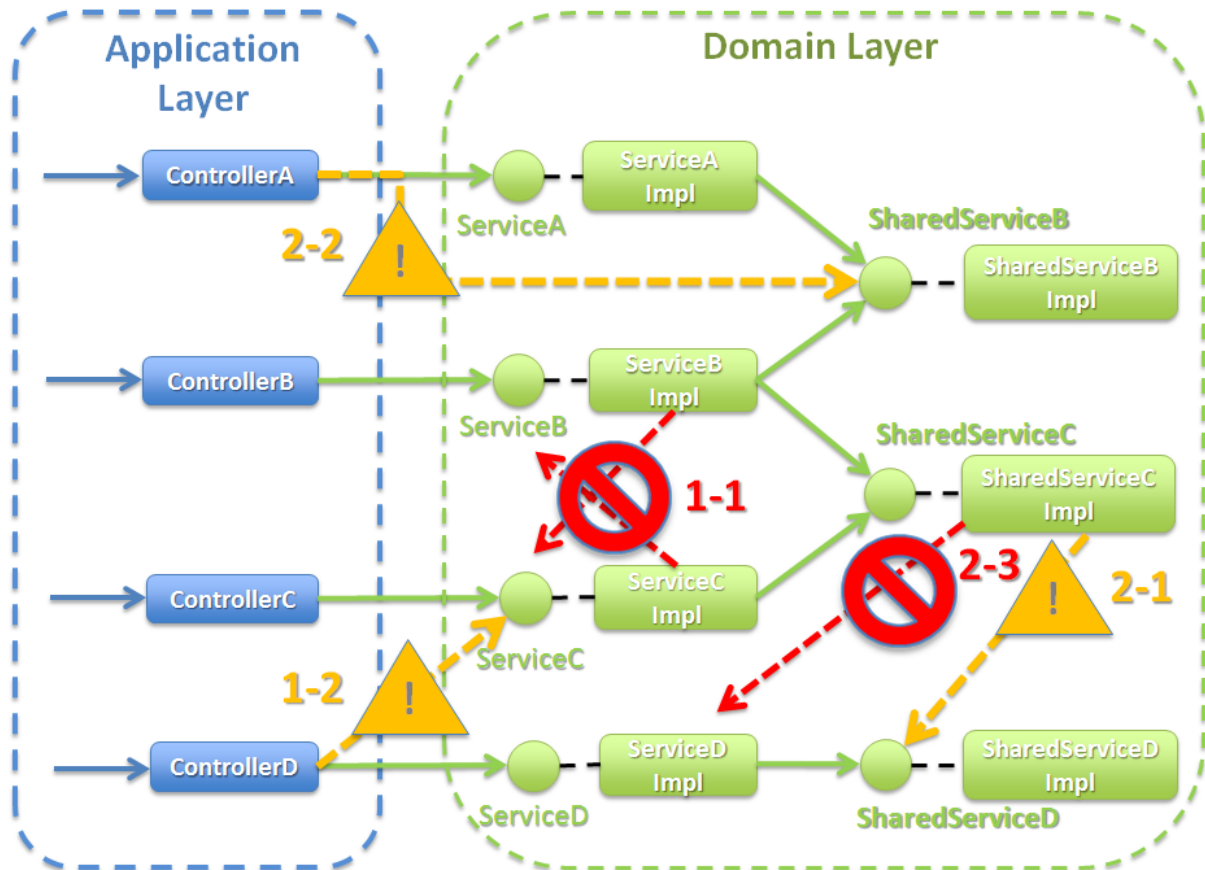 Application
Layer
Domain Layer
ControllerA
ServiceA
Impl
ServiceA
2-2
!
SharedServiceB
SharedServiceB
Impl
ControllerB
ServiceB
Impl
ServiceB
SharedServiceC
SharedServiceC
Impl
1-1
2-3
!
2-1
ControllerC
ServiceC
Impl
ServiceC
1-2
!
ControllerD
ServiceD
Impl
ServiceD
SharedServiceD
Impl
SharedServiceD